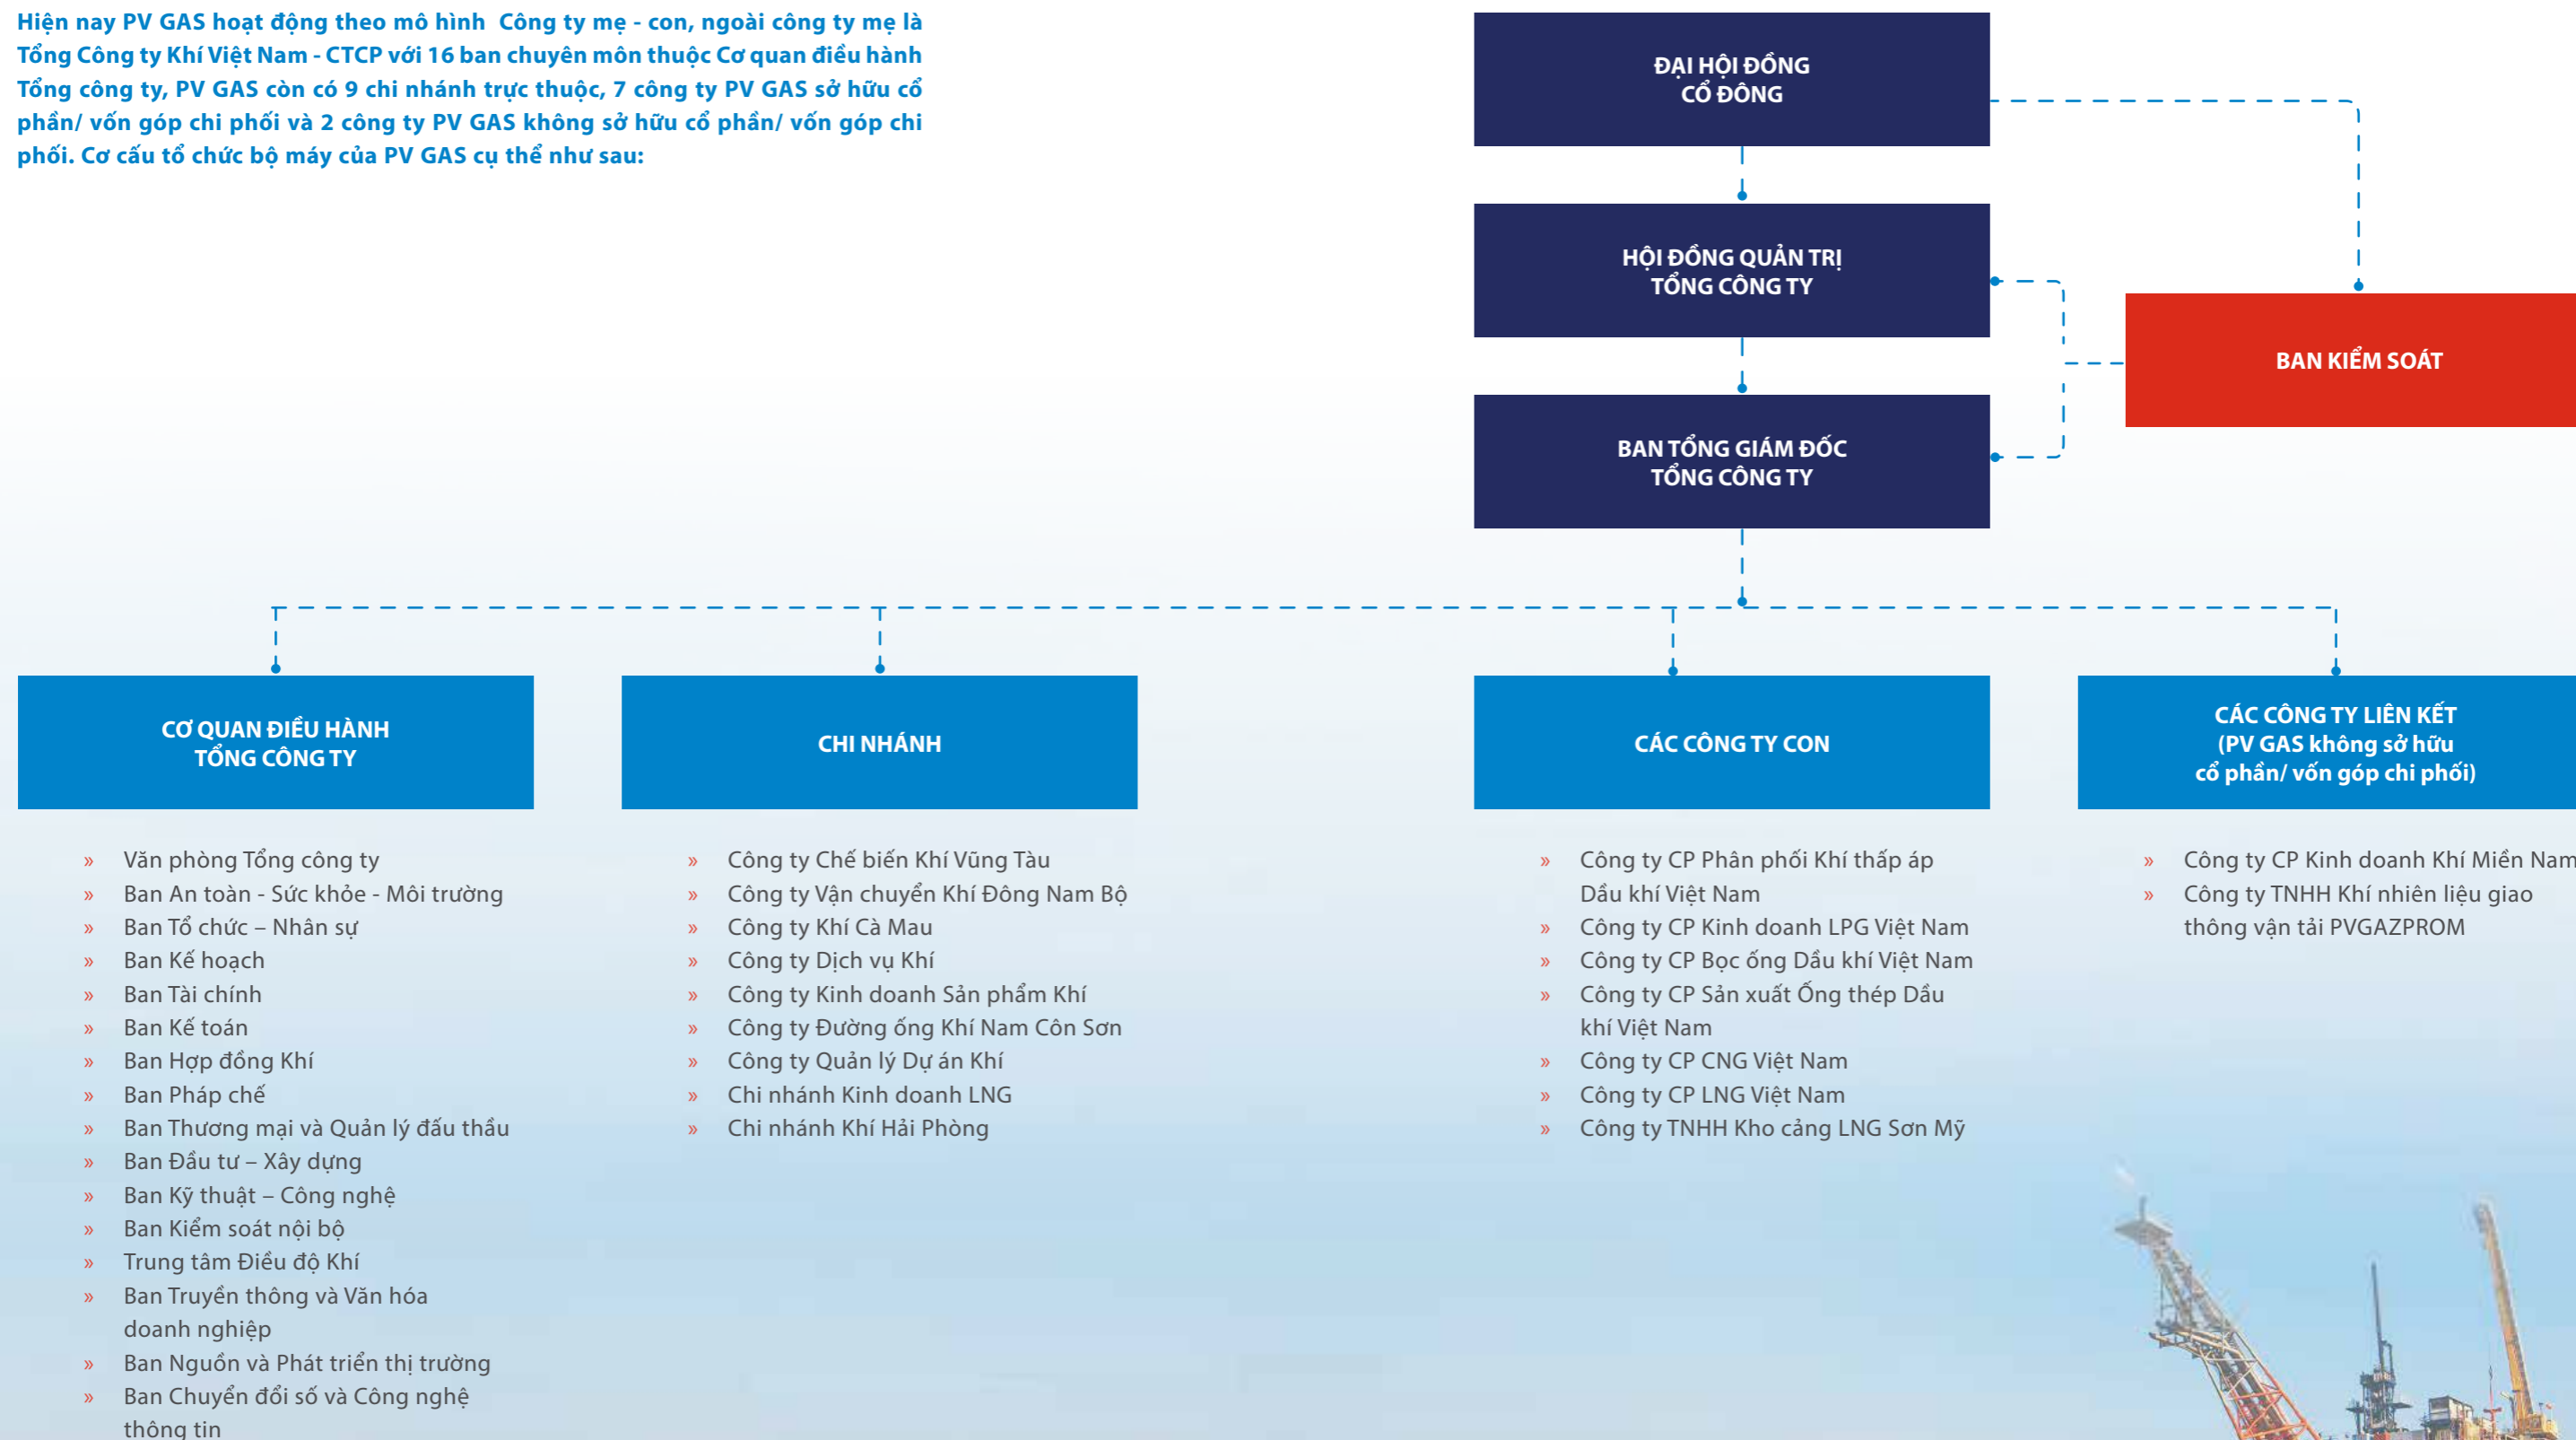 Hiện nay PV GAS hoạt động theo mô hình Công ty mẹ - con, ngoài công ty mẹ là
Tổng Công ty Khí Việt Nam - CTCP với 16 ban chuyên môn thuộc Cơ quan điều hành
Tổng công ty, PV GAS còn có 9 chi nhánh trực thuộc, 7 công ty PV GAS sở hữu cổ
phần/ vốn góp chi phối và 2 công ty PV GAS không sở hữu cổ phần/ vốn góp chi
phối. Cơ cấu tổ chức bộ máy của PV GAS cụ thể như sau:
ĐẠI HỘI ĐỒNG
CỔ ĐÔNG
HỘI ĐỒNG QUẢN TRỊ
TỔNG CÔNG TY
BAN KIỂM SOÁT
BAN TỔNG GIÁM ĐỐC
TỔNG CÔNG TY
CƠ QUAN ĐIỀU HÀNH
TỔNG CÔNG TY
» Văn phòng Tổng công ty
» Ban An toàn - Sức khỏe - Môi trường
» Ban Tổ chức – Nhân sự
» Ban Kế hoạch
» Ban Tài chính
» Ban Kế toán
» Ban Hợp đồng Khí
» Ban Pháp chế
» Ban Thương mại và Quản lý đấu thầu
» Ban Đầu tư – Xây dựng
» Ban Kỹ thuật – Công nghệ
» Ban Kiểm soát nội bộ
» Trung tâm Điều độ Khí
» Ban Truyền thông và Văn hóa
doanh nghiệp
» Ban Nguồn và Phát triển thị trường
» Ban Chuyển đổi số và Công nghệ
thông tin
CHI NHÁNH
» Công ty Chế biến Khí Vũng Tàu
» Công ty Vận chuyển Khí Đông Nam Bộ
» Công ty Khí Cà Mau
» Công ty Dịch vụ Khí
» Công ty Kinh doanh Sản phẩm Khí
» Công ty Đường ống Khí Nam Côn Sơn
» Công ty Quản lý Dự án Khí
» Chi nhánh Kinh doanh LNG
» Chi nhánh Khí Hải Phòng
CÁC CÔNG TY CON
» Công ty CP Phân phối Khí thấp áp
Dầu khí Việt Nam
» Công ty CP Kinh doanh LPG Việt Nam
» Công ty CP Bọc ống Dầu khí Việt Nam
» Công ty CP Sản xuất Ống thép Dầu
khí Việt Nam
» Công ty CP CNG Việt Nam
» Công ty CP LNG Việt Nam
» Công ty TNHH Kho cảng LNG Sơn Mỹ
CÁC CÔNG TY LIÊN KẾT
(PV GAS không sở hữu
cổ phần/ vốn góp chi phối)
» Công ty CP Kinh doanh Khí Miền Nam
» Công ty TNHH Khí nhiên liệu giao
thông vận tải PVGAZPROM